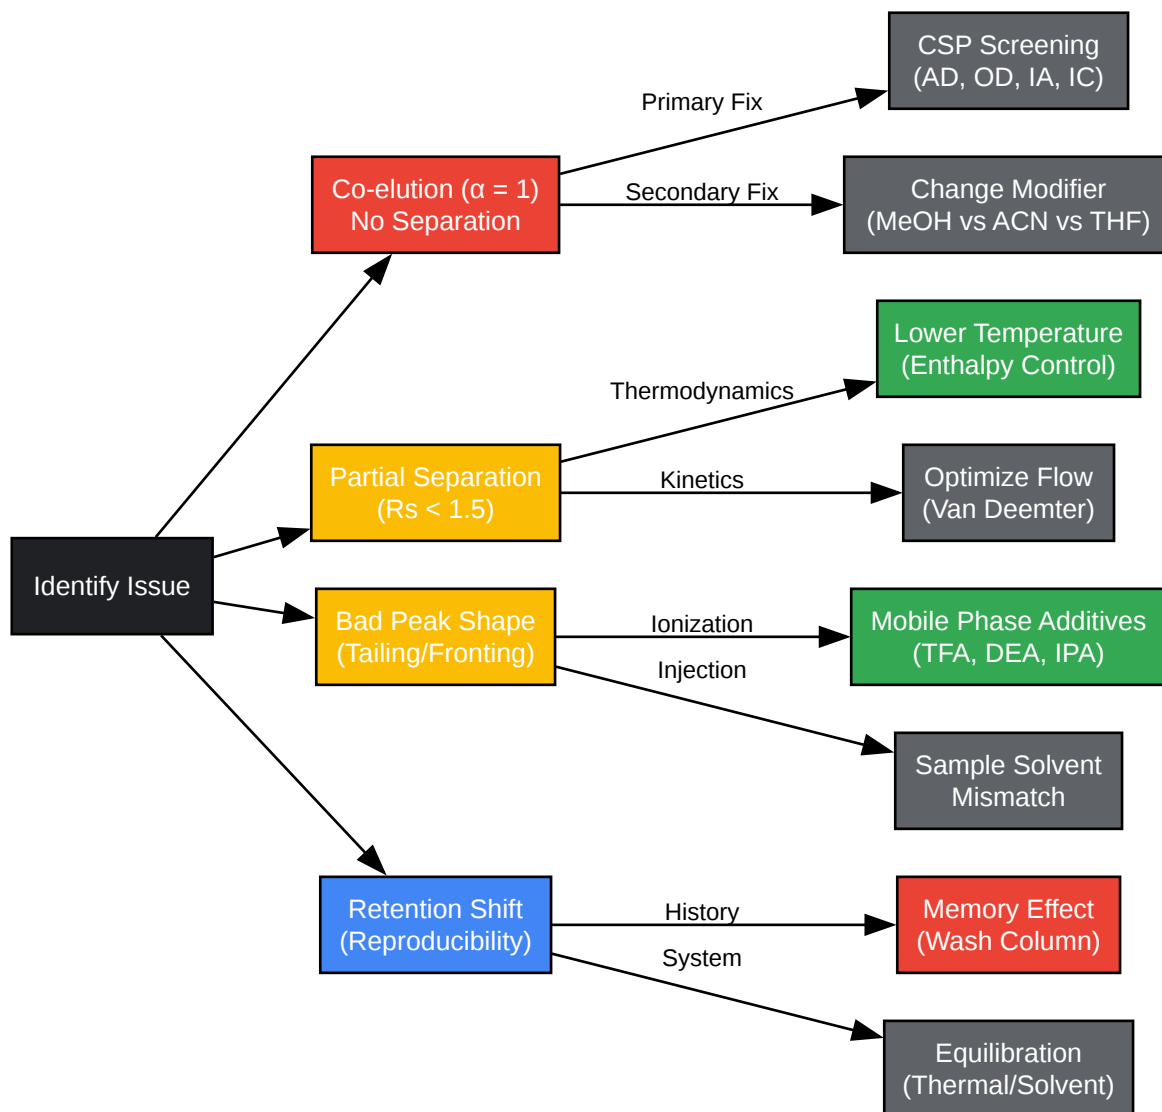 CSP Screening
(AD, OD, IA, IC)
Primary Fix
Co-elution (α = 1)
No Separation
Secondary Fix
Change Modifier
(MeOH vs ACN vs THF)
Lower Temperature
(Enthalpy Control)
Thermodynamics
Partial Separation
(Rs < 1.5)
Kinetics
Optimize Flow
(Van Deemter)
Identify Issue
Bad Peak Shape
(Tailing/Fronting)
Ionization
Mobile Phase Additives
(TFA, DEA, IPA)
Injection
Sample Solvent
Mismatch
Retention Shift
(Reproducibility)
History
Memory Effect
(Wash Column)
System
Equilibration
(Thermal/Solvent)